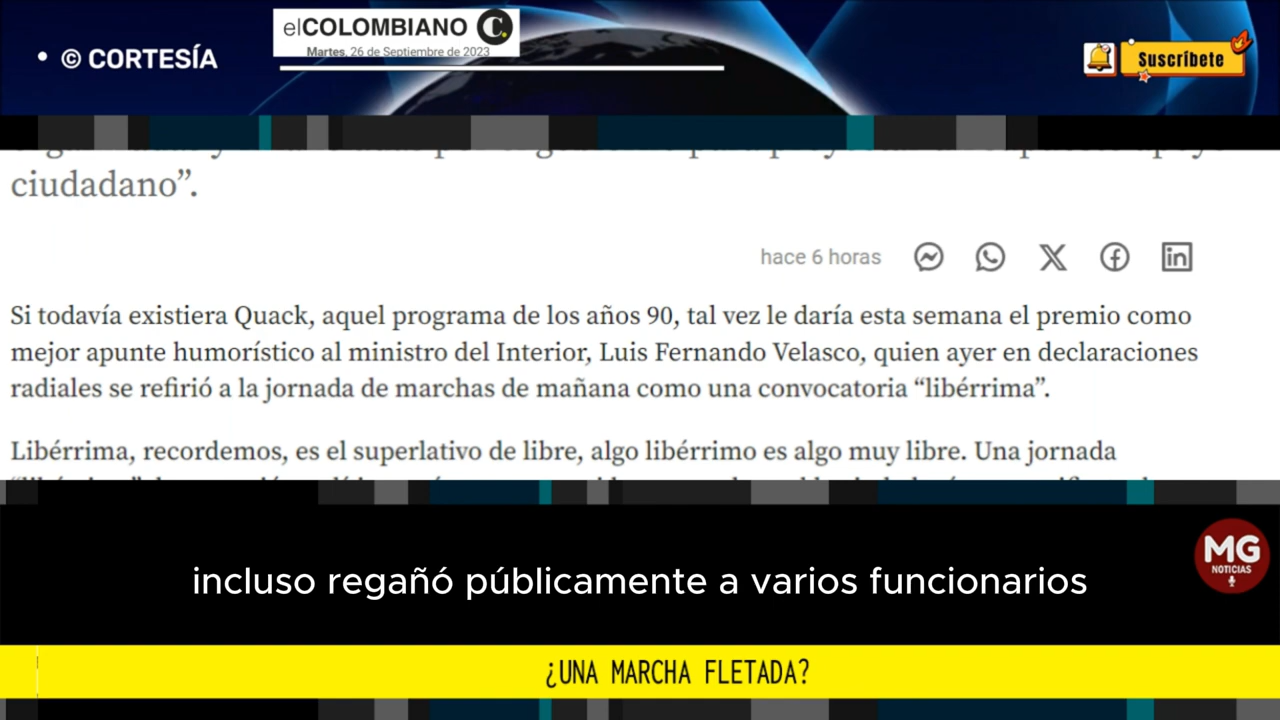 elCOLOMBIANO C.
Martes, 26 de Septiembre de 2023
• © CORTESÍA
Suscríbete
ciudadano”.
hace 6 horas
Si todavía existiera Quack, aquel programa de los años 90, tal vez le daría esta semana el premio como
mejor apunte humorístico al ministro del Interior, Luis Fernando Velasco, quien ayer en declaraciones
radiales se refirió a la jornada de marchas de mañana como una convocatoria “libérrima”.
Libérrima, recordemos, es el superlativo de libre, algo libérrimo es algo muy libre. Una jornada
incluso regañó públicamente a varios funcionarios
MG
NOTICIAS
¿UNA MARCHA FLETADA?